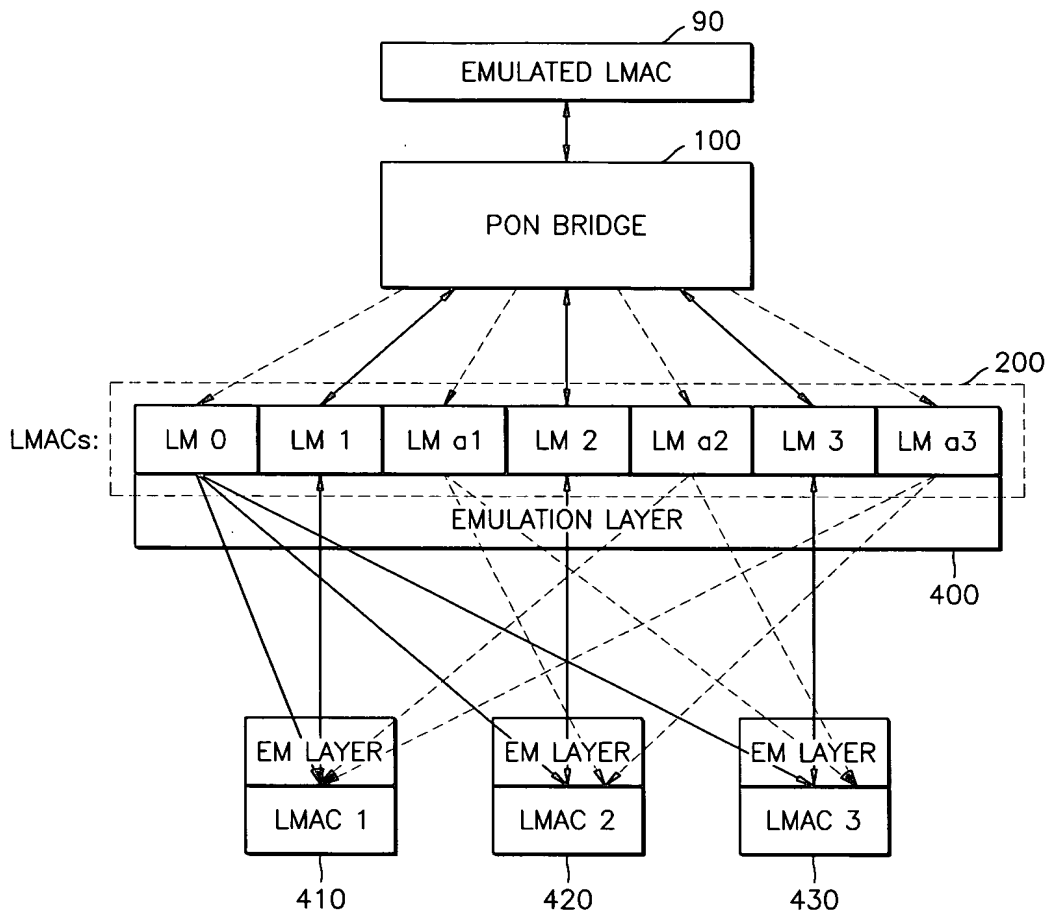 90
EMULATED LMAC
100
PON BRIDGE
200
LMACs: LM 0 LM 1 LM a1 LM 2 LM a2 LM 3 LM a3
EMULATION LAYER
400
EM LAYER EM LAYER EM LAYER
LMAC 1 LMAC 2 LMAC 3
410 420 430